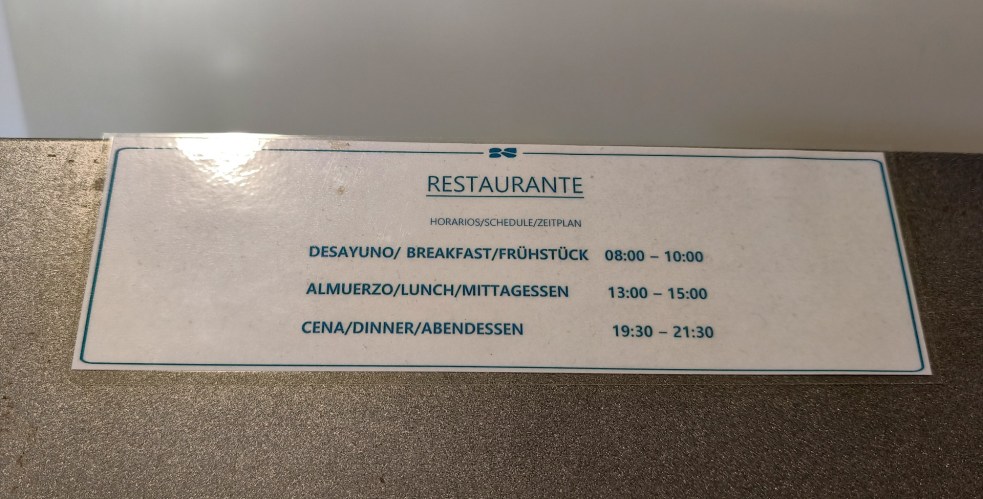 RESTAURANTE
HORARIOS/SCHEDULE/ZEITPLAN
DESAYUNO/ BREAKFAST/FRÜHSTÜCK 08:00 – 10:00
ALMUERZO/LUNCH/MITTAGESSEN 13:00 – 15:00
CENA/DINNER/ABENDESSEN 19:30 – 21:30